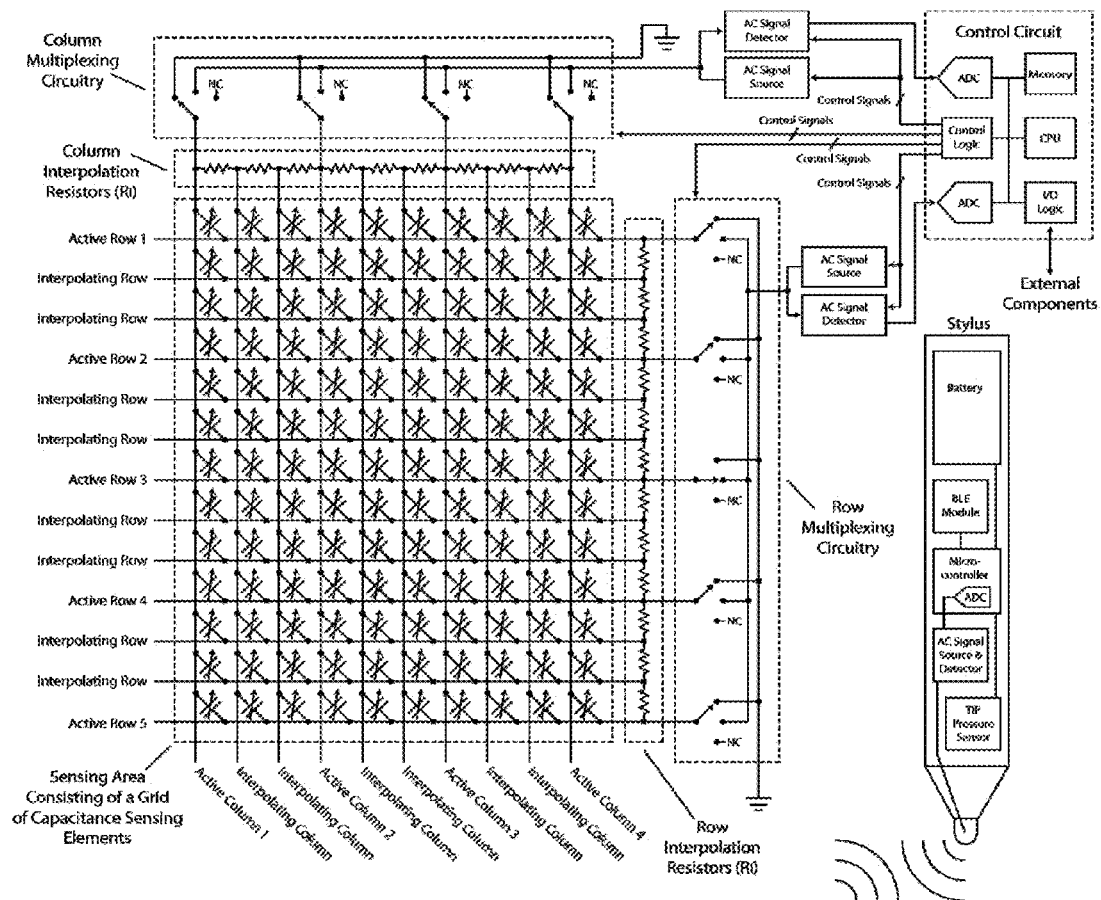 Column
Multiplexing
Circuitry
NC
NC
NC
NC
AC Signal
Detector
AC Signal
Source
Control Circuit
ADC
Memory
Control Signals
Control Signals
Control Signals
Control Signals
Control
Logic
CPU
ADC
I/O
Logic
Column
Interpolation
Resistors (RI)
Active Row 1
Interpolating Row
Interpolating Row
Active Row 2
Interpolating Row
Interpolating Row
Active Row 3
Interpolating Row
Interpolating Row
Active Row 4
Interpolating Row
Interpolating Row
Active Row 5
NC
NC
NC
NC
NC
AC Signal
Source
AC Signal
Detector
External
Components
Row
Multiplexing
Circuitry
Stylus
Battery
BLE
Module
Micro-
controller
ADC
AC Signal
Source &
Detector
TIP
Pressure
Sensor
Sensing Area
Consisting of a Grid
of Capacitance Sensing
Elements
Active Column 1
Interpolating Column
Interpolating Column
Active Column 2
Interpolating Column
Interpolating Column
Active Column 3
Interpolating Column
Interpolating Column
Active Column 4
Row
Interpolation
Resistors (RI)